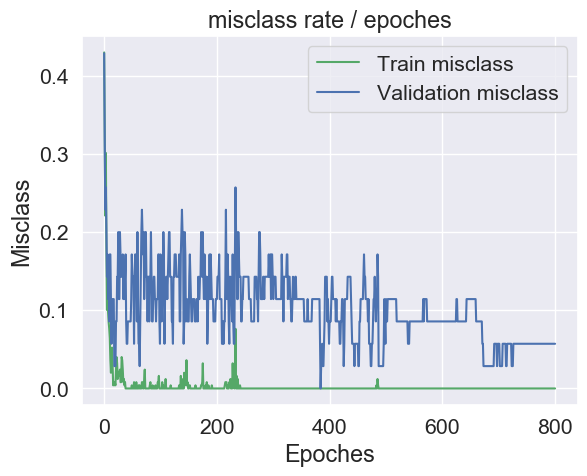 misclass rate / epoches
Train misclass
Validation misclass
Misclass
0.4
0.3
0.2
0.1
0.0
0 200 400 600 800
Epoches